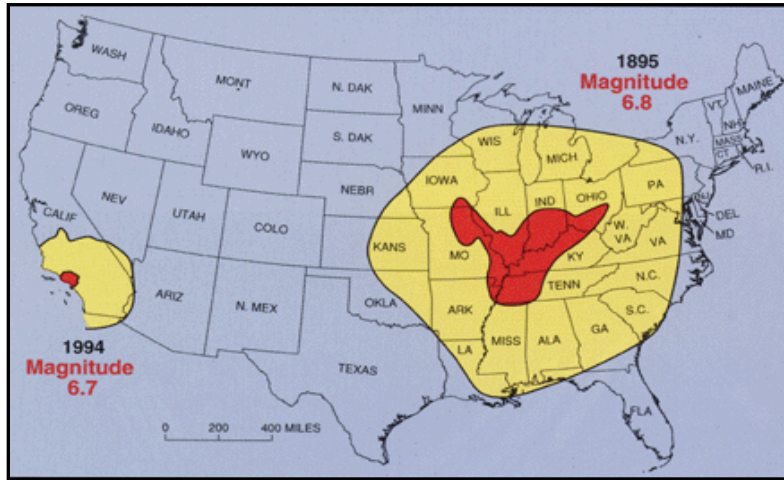 WASH
MONT
N. DAK
MINN
1895
Magnitude
6.8
MAINE
VT.
NH
OREG
IDAHO
S. DAK
WIS
MICH
N.Y.
MASS
CT
R.I.
WYO
NEBR
IOWA
ILL
IND
OHIO
PA
NJ
DEL
MD
NEV
UTAH
COLO
CALIF
KANS
MO
KY
W.
VA
VA
ARIZ
N. MEX
OKLA
ARK
TENN
N.C.
S.C.
1994
Magnitude
6.7
TEXAS
LA
MISS
ALA
GA
FLA
0 200 400 MILES